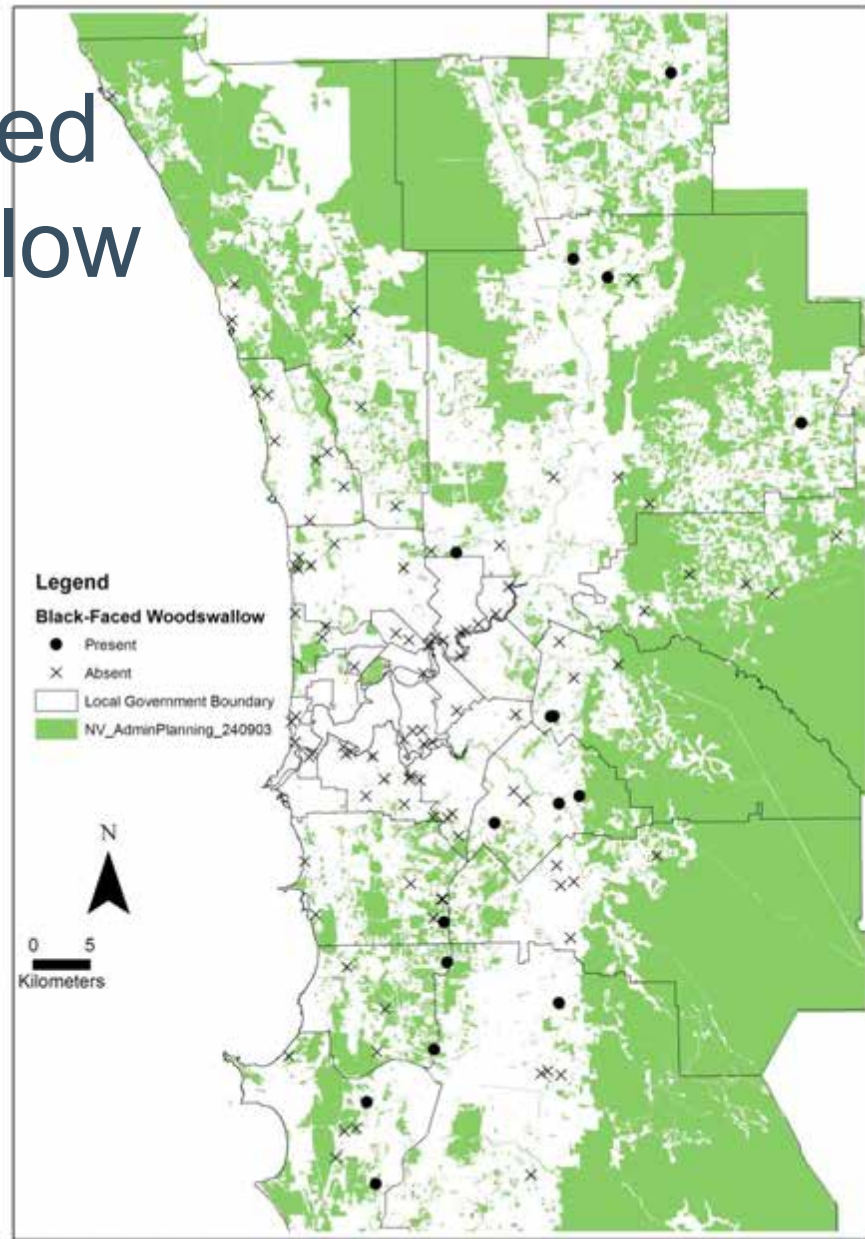 ed
low
Legend
Black-Faced Woodswallow
Present
Absent
Local Government Boundary
NV_AdminPlanning_240903
N
0 5
Kilometers